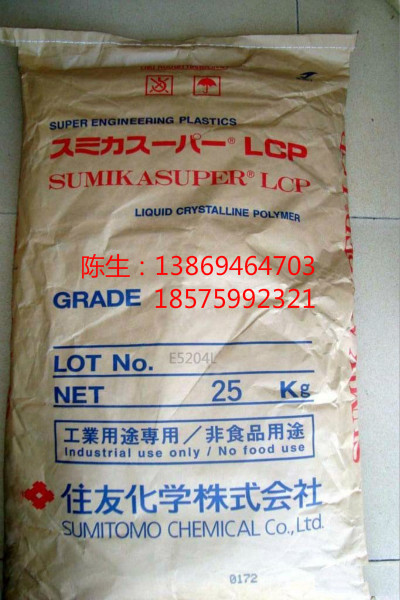 SUPER ENGINEERING PLASTICS
スミカスーパー® LCP
SUMIKASUPER® LCP
LIQUID CRYSTALLINE POLYMER
陈生：13869464703
GRADE 18575992321
LOT No. E5204L
NET 25 Kg
工業用途専用／非食品用途
Industrial use only / No food use
住友化学株式会社
SUMITOMO CHEMICAL Co., Ltd.
0172